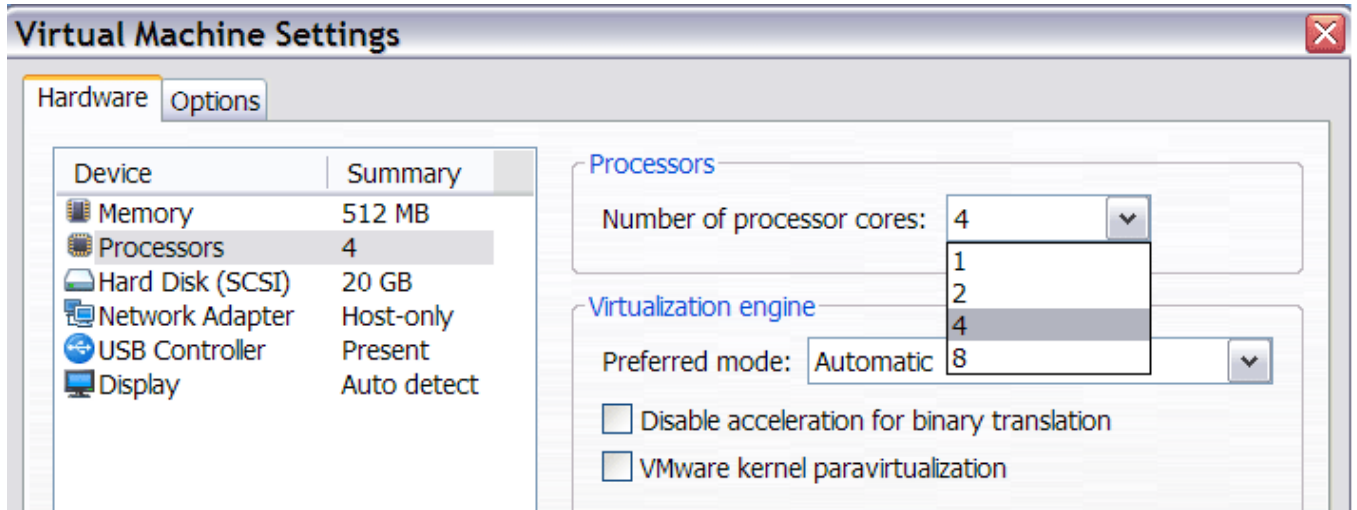 Virtual Machine Settings
Hardware Options
Device Summary
Memory 512 MB
Processors 4
Hard Disk (SCSI) 20 GB
Network Adapter Host-only
USB Controller Present
Display Auto detect
Processors
Number of processor cores: 4
1
2
4
8
Virtualization engine
Preferred mode: Automatic
Disable acceleration for binary translation
VMware kernel paravirtualization